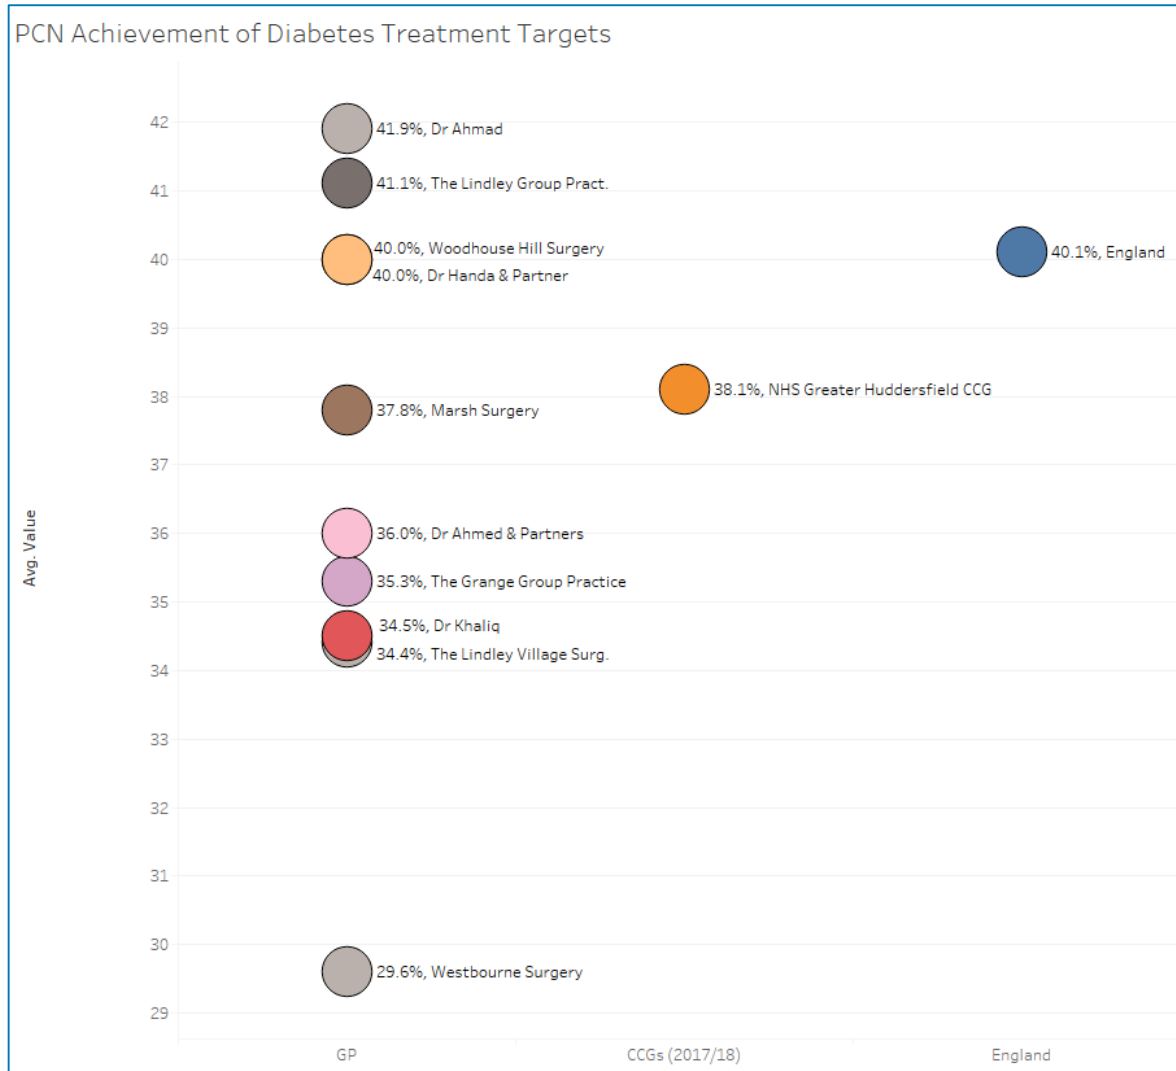 PCN Achievement of Diabetes Treatment Targets
42
41.9%, Dr Ahmad
41.1%, The Lindley Group Pract.
41
40.0%, Woodhouse Hill Surgery
40.1%, England
40
40.0%, Dr Handa & Partner
39
38.1%, NHS Greater Huddersfield CCG
38
37.8%, Marsh Surgery
37
36.0%, Dr Ahmed & Partners
36
Avg. Value
35.3%, The Grange Group Practice
35
34.5%, Dr Khaliq
34.4%, The Lindley Village Surg.
34
33
32
31
30
29.6%, Westbourne Surgery
29
GP
CCGs (2017/18)
England